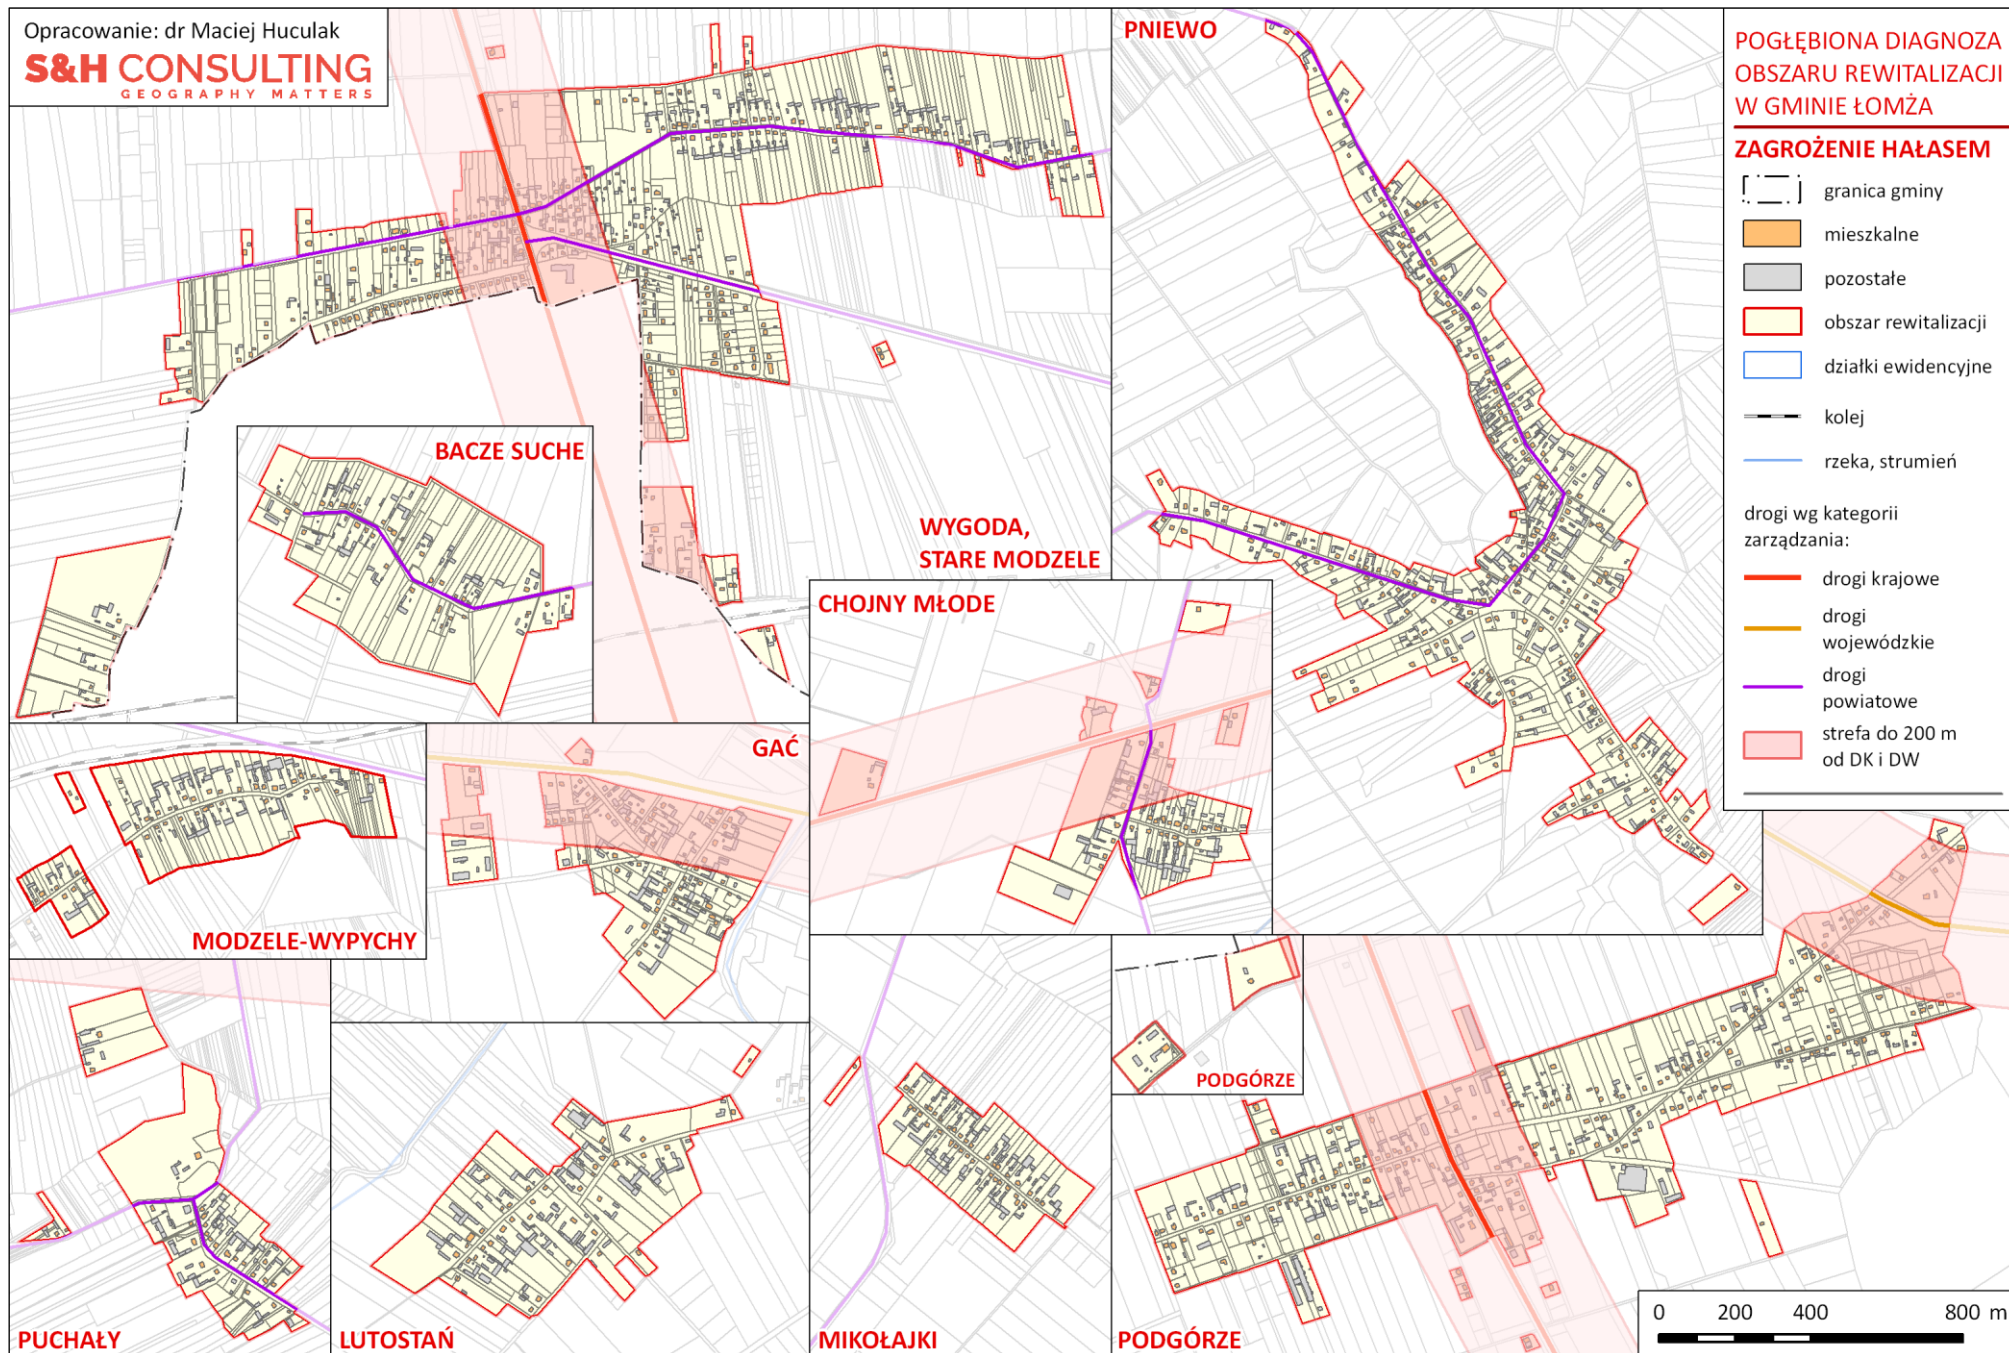 Opracowanie: dr Maciej Huculak
S&H CONSULTING
GEOGRAPHY MATTERS
PNIEWO
POGŁĘBIONA DIAGNOZA
OBSZARU REWITALIZACJI
W GMINIE ŁOMŻA
ZAGROŻENIE HAŁASEM
granica gminy
mieszkalne
pozostałe
obszar rewitalizacji
działki ewidencyjne
kolej
rzeka, strumień
drogi wg kategorii
zarządzania:
drogi krajowe
drogi
wojewódzkie
drogi
powiatowe
strefa do 200 m
od DK i DW
BACZE SUCHE
WYGODA,
STARE MODZELE
CHOJNY MŁODE
GAĆ
MODZELE-WYPYCHY
PODGÓRZE
PUCHAŁY
LUTOSTAŃ
MIKOŁAJKI
PODGÓRZE
0 200 400 800 m